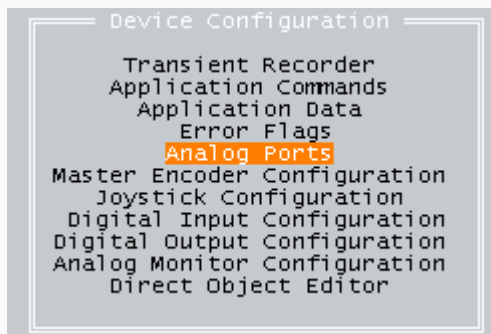 Device Configuration
Transient Recorder
Application Commands
Application Data
Error Flags
Analog Ports
Master Encoder Configuration
Joystick Configuration
Digital Input Configuration
Digital Output Configuration
Analog Monitor Configuration
Direct Object Editor